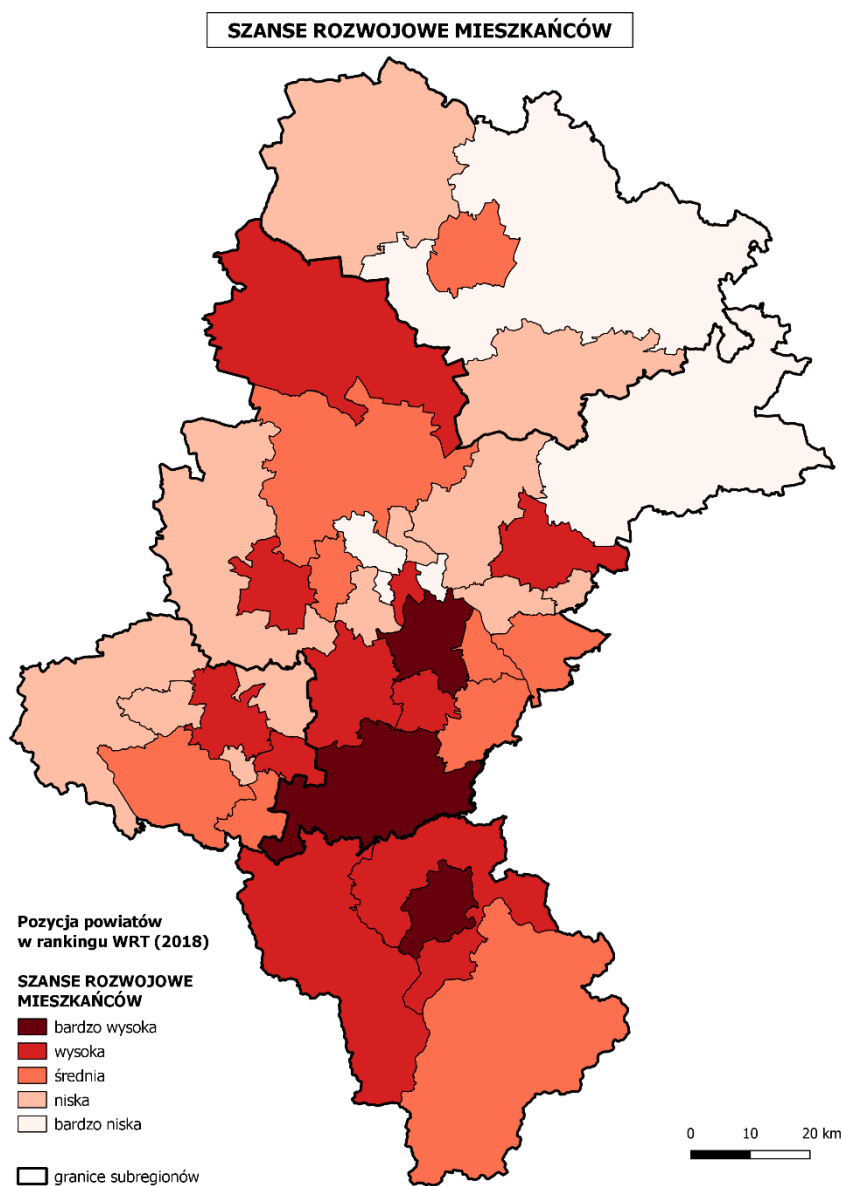 SZANSE ROZWOJOWE MIESZKAŃCÓW
Pozycja powiatów
w rankingu WRT (2018)
SZANSE ROZWOJOWE
MIESZKAŃCÓW
bardzo wysoka
wysoka
średnia
niska
bardzo niska
granice subregionów
0 10 20 km